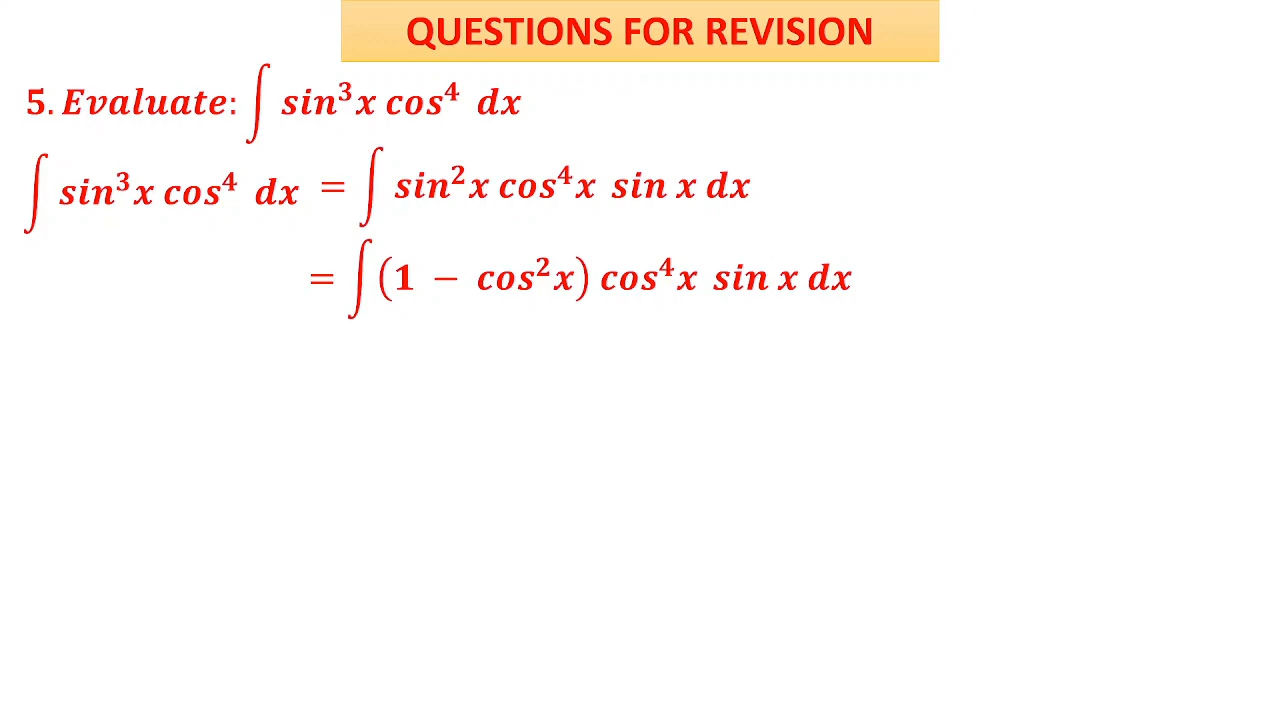 QUESTIONS FOR REVISION
5. Evaluate: ∫ sin³x cos⁴ dx
∫ sin³x cos⁴ dx = ∫ sin²x cos⁴x sin x dx
= ∫ (1 − cos²x) cos⁴x sin x dx